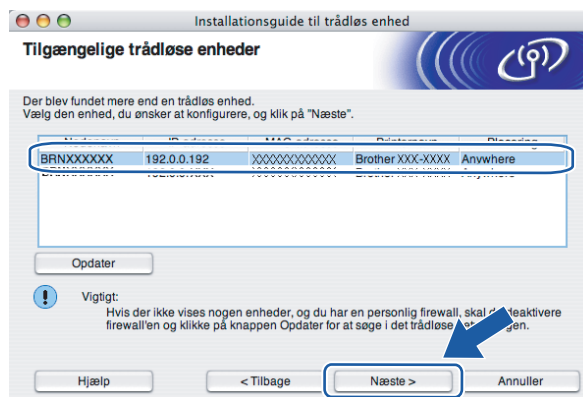 Installationsguide til trådløs enhed
Tilgængelige trådløse enheder
Der blev fundet mere end en trådløs enhed.
Vælg den enhed, du ønsker at konfigurere, og klik på "Næste".
BRNXXXXXX 192.0.0.192 XXXXXXXXXXXX Brother XXX-XXXX Anywhere
Opdater
Vigtigt:
Hvis der ikke vises nogen enheder, og du har en personlig firewall, skal deaktivere
firewall'en og klikke på knappen Opdater for at søge i det trådløse igen.
Hjælp < Tilbage Næste > Annuller